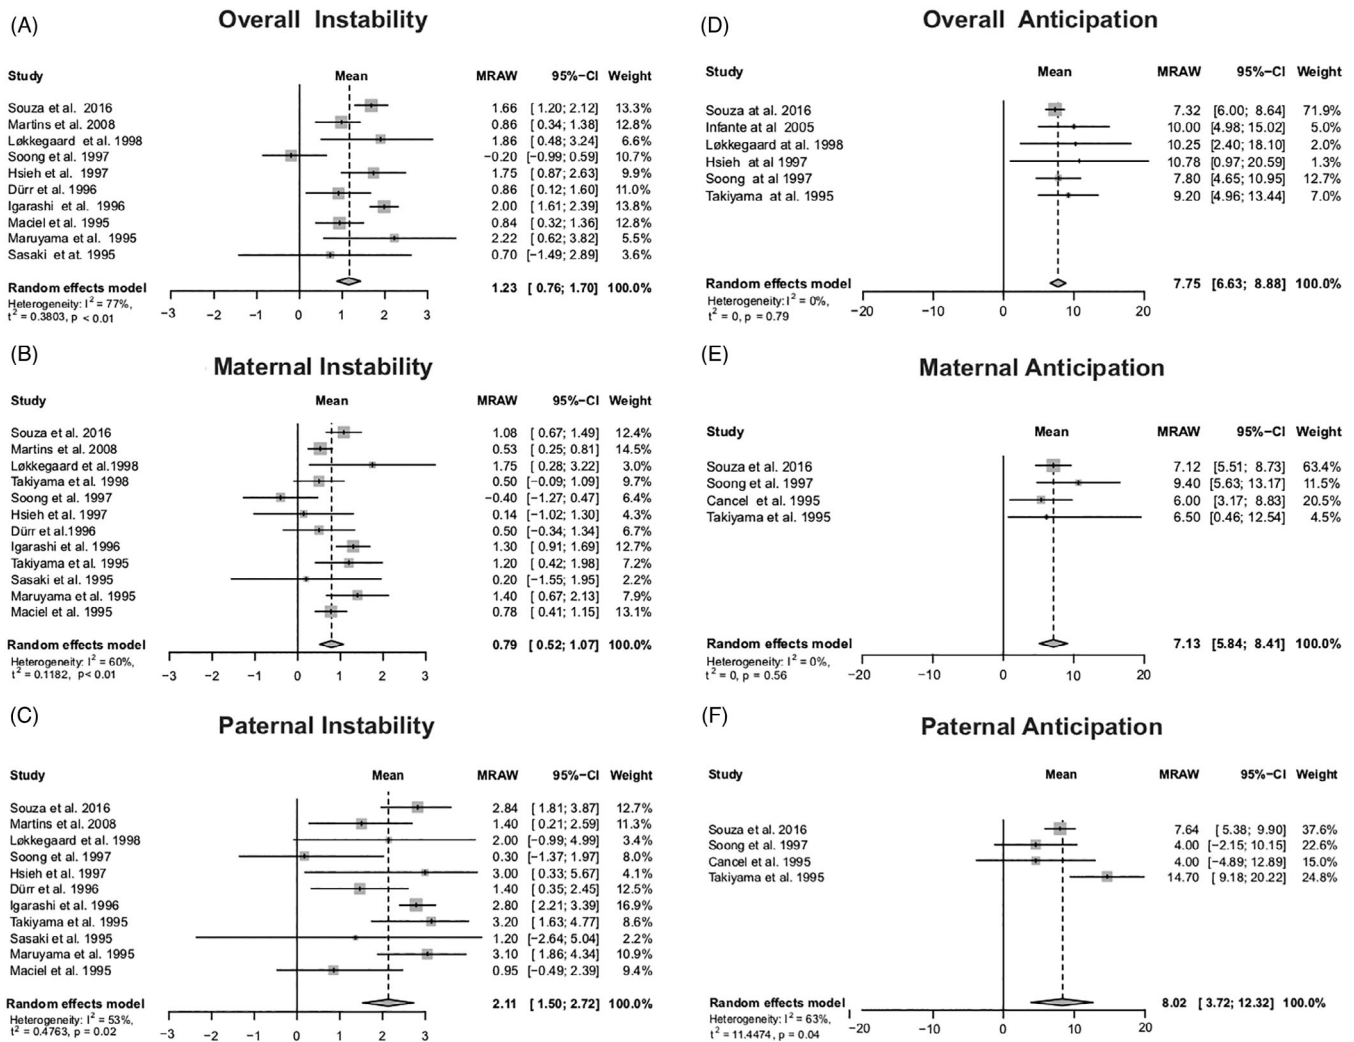 (A) Overall Instability
Study Mean MRAW 95%−CI Weight
Souza et al. 2016 1.66 [ 1.20; 2.12] 13.3%
Martins et al. 2008 0.86 [ 0.34; 1.38] 12.8%
Løkkegaard et al. 1998 1.86 [ 0.48; 3.24] 6.6%
Soong et al. 1997 −0.20 [−0.99; 0.59] 10.7%
Hsieh et al. 1997 1.75 [ 0.87; 2.63] 9.9%
Dürr et al. 1996 0.86 [ 0.12; 1.60] 11.0%
Igarashi et al. 1996 2.00 [ 1.61; 2.39] 13.8%
Maciel et al. 1995 0.84 [ 0.32; 1.36] 12.8%
Maruyama et al. 1995 2.22 [ 0.62; 3.82] 5.5%
Sasaki et at. 1995 0.70 [−1.49; 2.89] 3.6%
Random effects model 1.23 [ 0.76; 1.70] 100.0%
Heterogeneity: I² = 77%,
t² = 0.3803, p < 0.01
−3 −2 −1 0 1 2 3
(B) Maternal Instability
Study Mean MRAW 95%−CI Weight
Souza et al. 2016 1.08 [ 0.67; 1.49] 12.4%
Martins et al. 2008 0.53 [ 0.25; 0.81] 14.5%
Løkkegaard et al.1998 1.75 [ 0.28; 3.22] 3.0%
Takiyama et al. 1998 0.50 [−0.09; 1.09] 9.7%
Soong et al. 1997 −0.40 [−1.27; 0.47] 6.4%
Hsieh et al. 1997 0.14 [−1.02; 1.30] 4.3%
Dürr et al.1996 0.50 [−0.34; 1.34] 6.7%
Igarashi et al. 1996 1.30 [ 0.91; 1.69] 12.7%
Takiyama et al. 1995 1.20 [ 0.42; 1.98] 7.2%
Sasaki et al. 1995 0.20 [−1.55; 1.95] 2.2%
Maruyama et al. 1995 1.40 [ 0.67; 2.13] 7.9%
Maciel et al. 1995 0.78 [ 0.41; 1.15] 13.1%
Random effects model 0.79 [ 0.52; 1.07] 100.0%
Heterogeneity: I² = 60%,
t² = 0.1182, p< 0.01
−3 −2 −1 0 1 2 3
(C) Paternal Instability
Study Mean MRAW 95%−CI Weight
Souza et al. 2016 2.84 [ 1.81; 3.87] 12.7%
Martins et al. 2008 1.40 [ 0.21; 2.59] 11.3%
Løkkegaard et al. 1998 2.00 [−0.99; 4.99] 3.4%
Soong et al. 1997 0.30 [−1.37; 1.97] 8.0%
Hsieh et al. 1997 3.00 [ 0.33; 5.67] 4.1%
Dürr et al. 1996 1.40 [ 0.35; 2.45] 12.5%
Igarashi et al. 1996 2.80 [ 2.21; 3.39] 16.9%
Takiyama et al. 1995 3.20 [ 1.63; 4.77] 8.6%
Sasaki et al. 1995 1.20 [−2.64; 5.04] 2.2%
Maruyama et al. 1995 3.10 [ 1.86; 4.34] 10.9%
Maciel et al. 1995 0.95 [−0.49; 2.39] 9.4%
Random effects model 2.11 [ 1.50; 2.72] 100.0%
Heterogeneity: I² = 53%,
t² = 0.4763, p = 0.02
−3 −2 −1 0 1 2 3
(D) Overall Anticipation
Study Mean MRAW 95%−CI Weight
Souza at al. 2016 7.32 [6.00; 8.64] 71.9%
Infante at al 2005 10.00 [4.98; 15.02] 5.0%
Løkkegaard at al. 1998 10.25 [2.40; 18.10] 2.0%
Hsieh at al 1997 10.78 [0.97; 20.59] 1.3%
Soong at al 1997 7.80 [4.65; 10.95] 12.7%
Takiyama at al. 1995 9.20 [4.96; 13.44] 7.0%
Random effects model 7.75 [6.63; 8.88] 100.0%
Heterogeneity: I² = 0%,
t² = 0, p = 0.79
−20 −10 0 10 20
(E) Maternal Anticipation
Study Mean MRAW 95%−CI Weight
Souza et al. 2016 7.12 [5.51; 8.73] 63.4%
Soong et al. 1997 9.40 [5.63; 13.17] 11.5%
Cancel et al. 1995 6.00 [3.17; 8.83] 20.5%
Takiyama et al. 1995 6.50 [0.46; 12.54] 4.5%
Random effects model 7.13 [5.84; 8.41] 100.0%
Heterogeneity: I² = 0%,
t² = 0, p = 0.56
−20 −10 0 10 20
(F) Paternal Anticipation
Study Mean MRAW 95%−CI Weight
Souza et al. 2016 7.64 [ 5.38; 9.90] 37.6%
Soong et al. 1997 4.00 [−2.15; 10.15] 22.6%
Cancel et al. 1995 4.00 [−4.89; 12.89] 15.0%
Takiyama et al. 1995 14.70 [ 9.18; 20.22] 24.8%
Random effects model 8.02 [ 3.72; 12.32] 100.0%
Heterogeneity: I² = 63%,
t² = 11.4474, p = 0.04
−20 −10 0 10 20